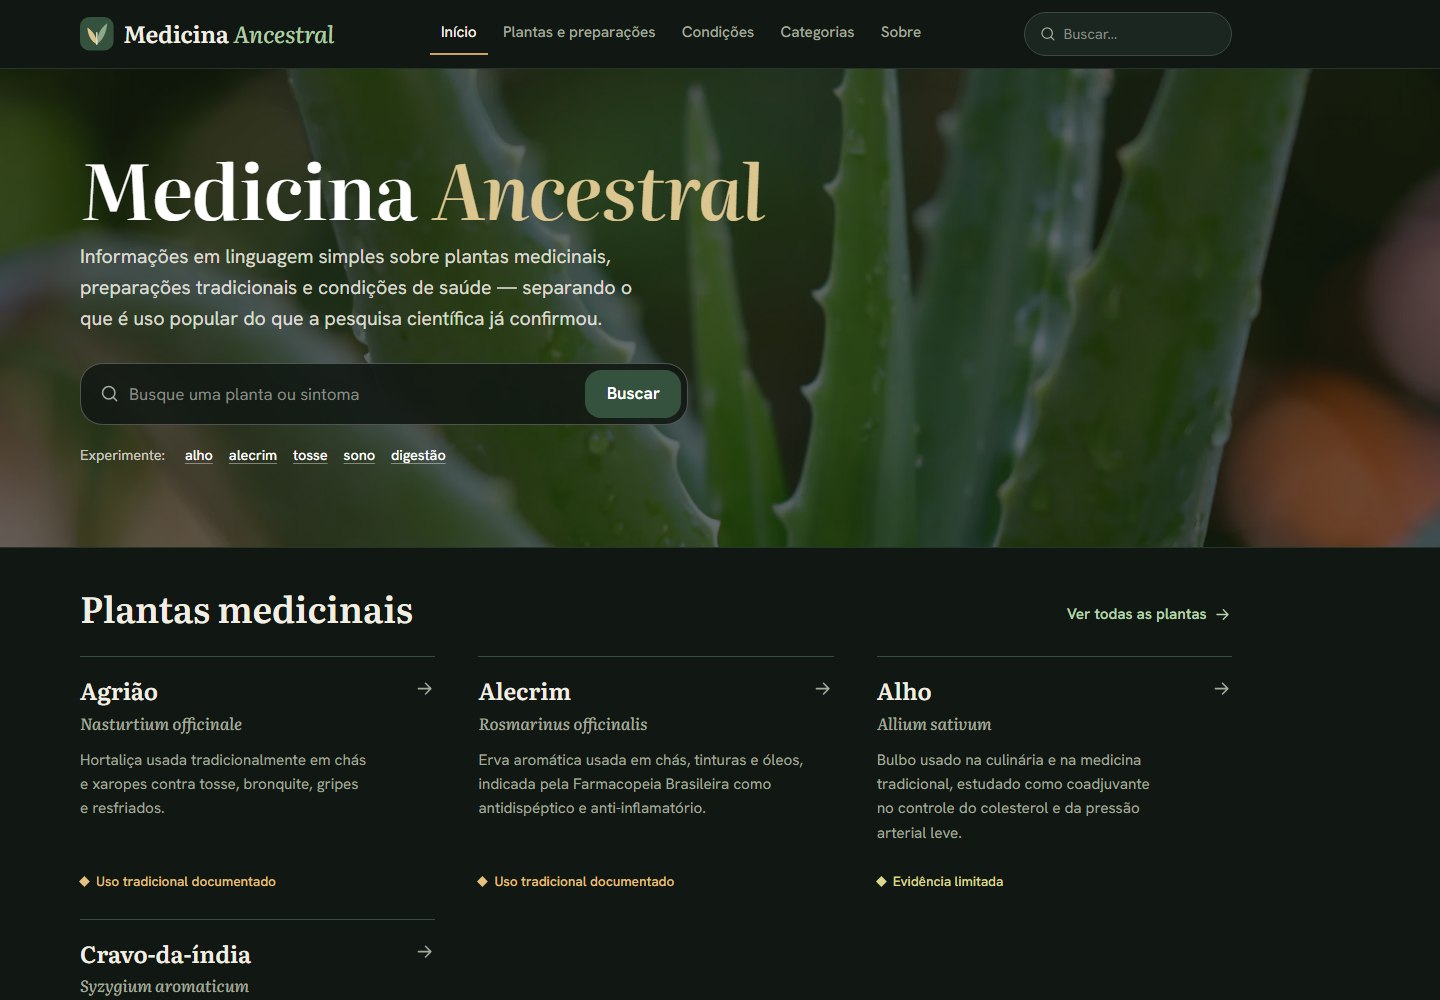 Medicina Ancestral
Início
Plantas e preparações
Condições
Categorias
Sobre
Buscar...
Medicina Ancestral
Informações em linguagem simples sobre plantas medicinais,
preparações tradicionais e condições de saúde — separando o
que é uso popular do que a pesquisa científica já confirmou.
Busque uma planta ou sintoma
Buscar
Experimente: alho alecrim tosse sono digestão
Plantas medicinais
Ver todas as plantas →
Agrião →
Nasturtium officinale
Hortaliça usada tradicionalmente em chás
e xaropes contra tosse, bronquite, gripes
e resfriados.
Uso tradicional documentado
Alecrim →
Rosmarinus officinalis
Erva aromática usada em chás, tinturas e óleos,
indicada pela Farmacopeia Brasileira como
antidispéptico e anti-inflamatório.
Uso tradicional documentado
Alho →
Allium sativum
Bulbo usado na culinária e na medicina
tradicional, estudado como coadjuvante
no controle do colesterol e da pressão
arterial leve.
Evidência limitada
Cravo-da-índia →
Syzygium aromaticum